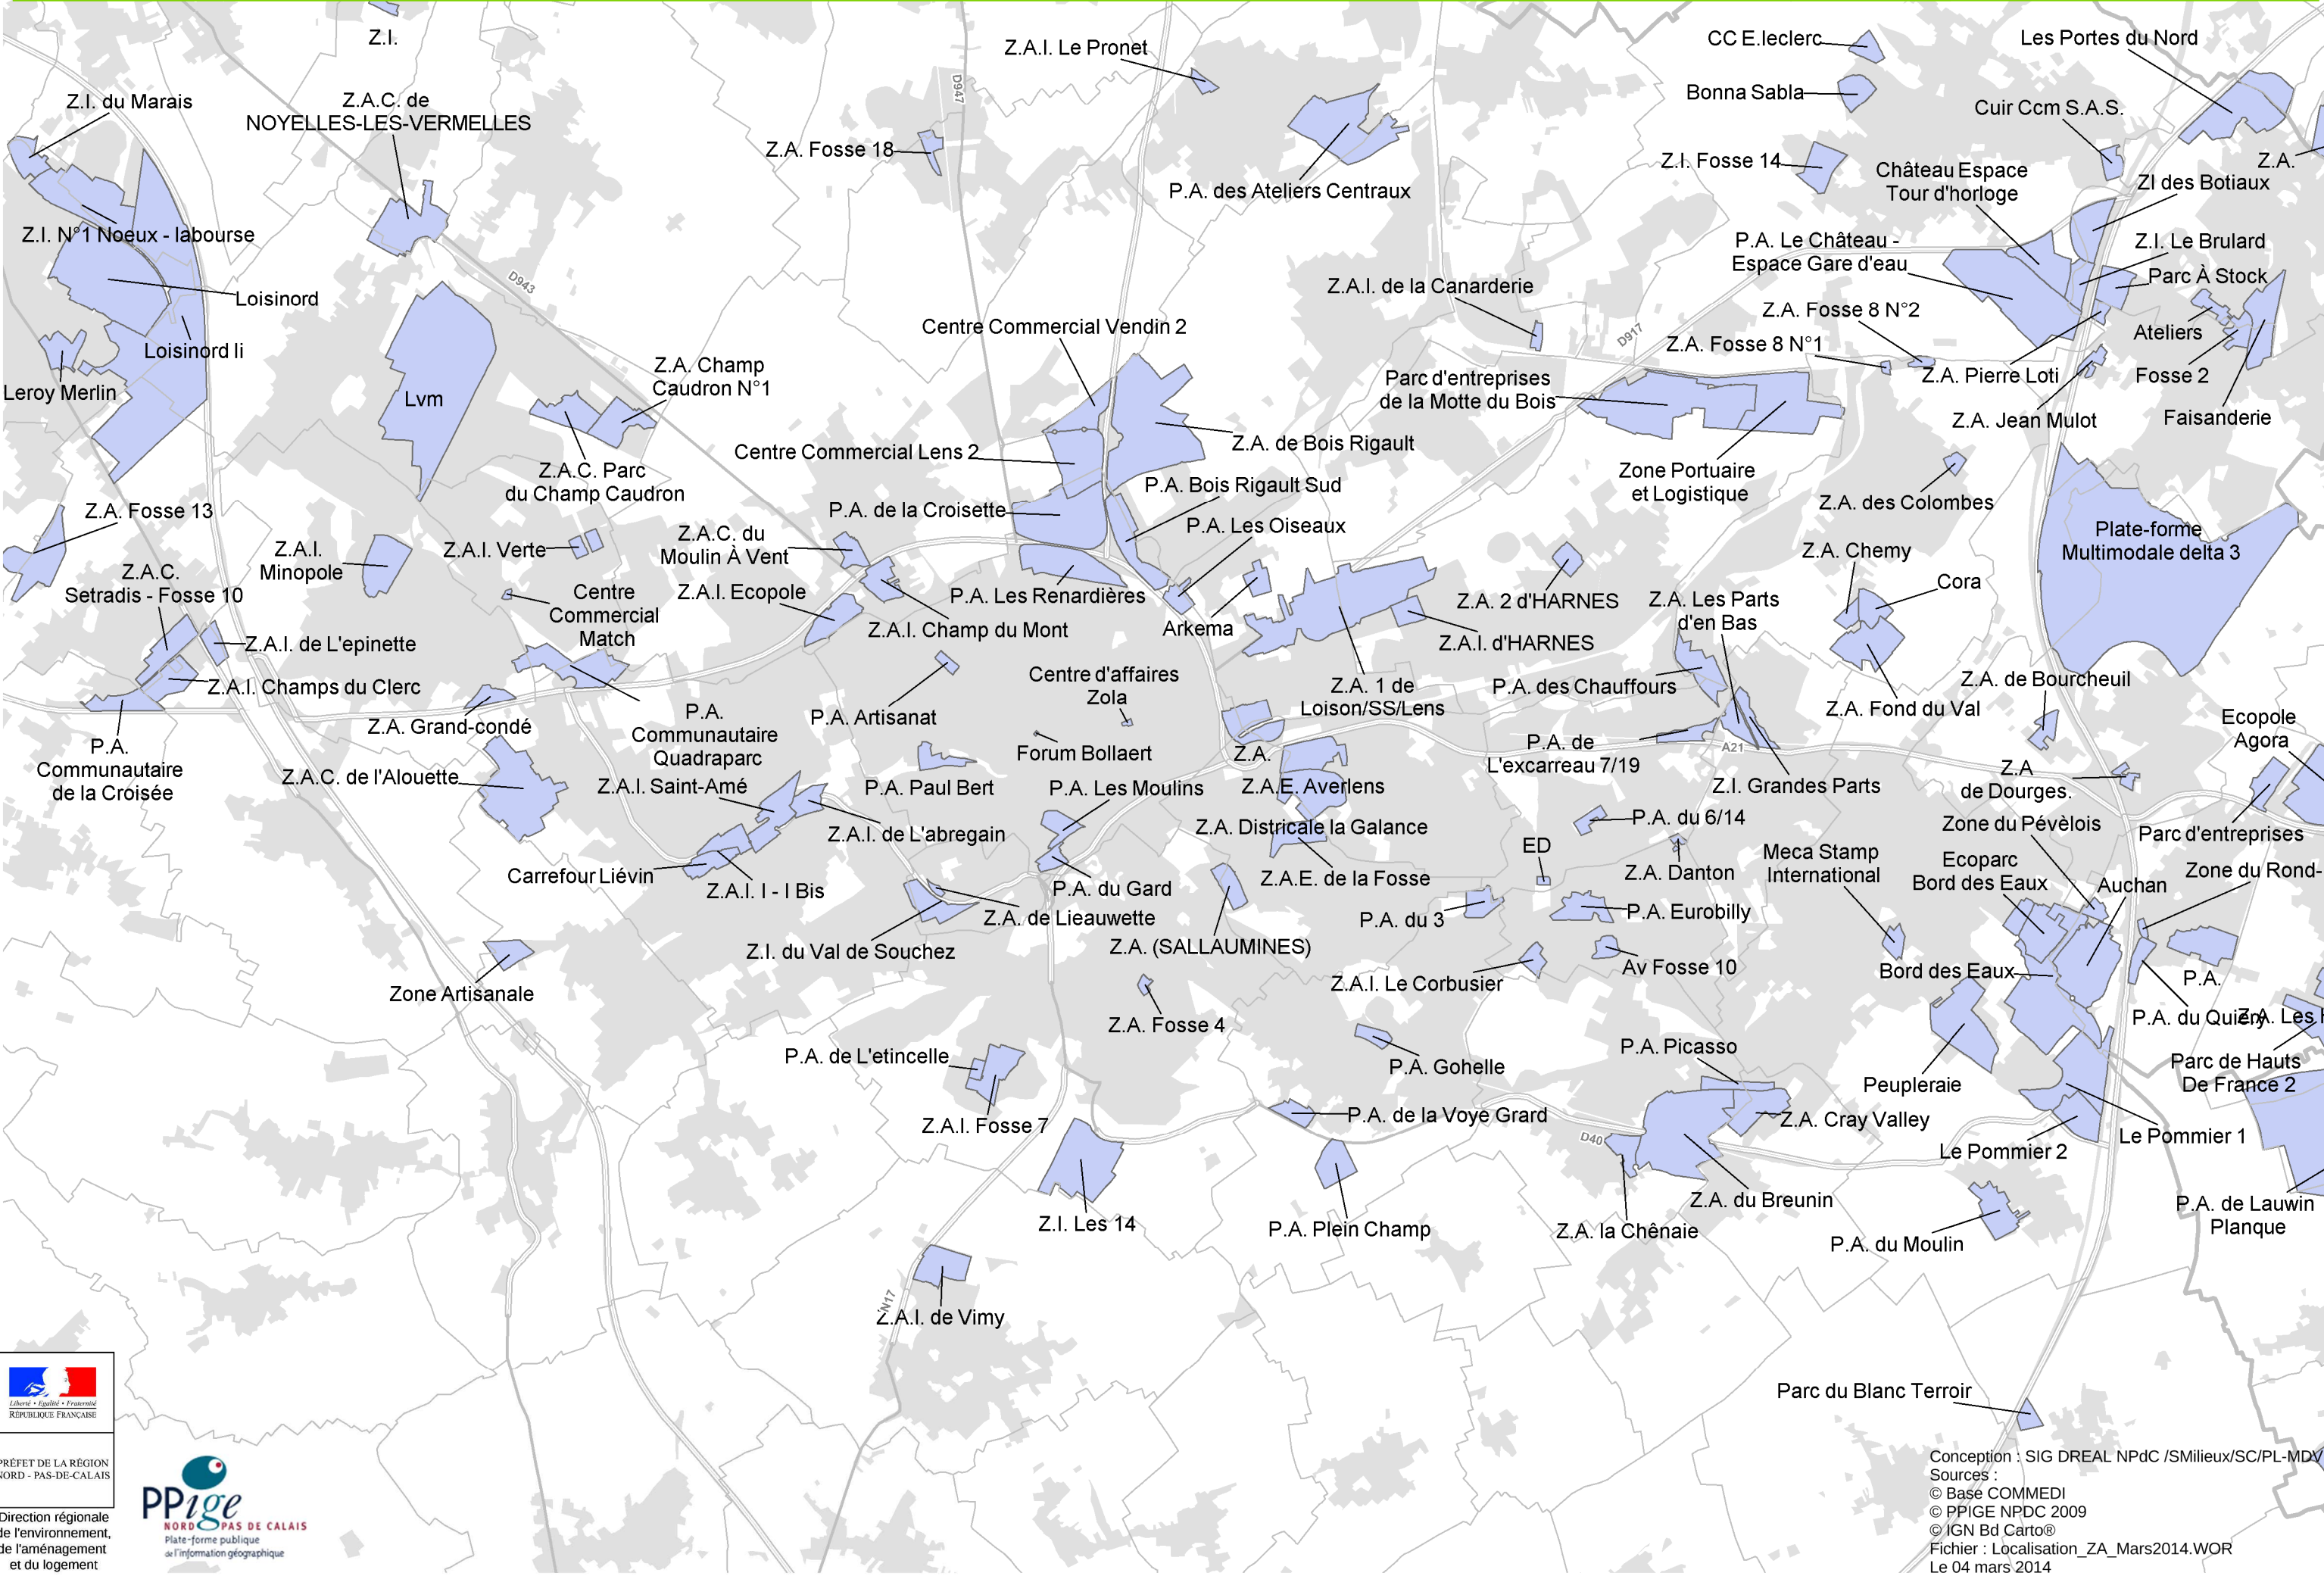 Z.I.
Z.A.I. Le Pronet
CC E.leclerc
Les Portes du Nord
D947
Z.I. du Marais
Z.A.C. de
NOYELLES-LES-VERMELLES
Bonna Sabla
Cuir Ccm S.A.S.
Z.A. Fosse 18
Z.I. Fosse 14
Z.A.
P.A. des Ateliers Centraux
Château Espace
Tour d'horloge
ZI des Botiaux
Z.I. N°1 Noeux - labourse
P.A. Le Château -
Espace Gare d'eau
Z.I. Le Brulard
Parc À Stock
D943
Loisinord
Z.A.I. de la Canarderie
Z.A. Fosse 8 N°2
Centre Commercial Vendin 2
D917
Z.A. Fosse 8 N°1
Ateliers
Loisinord Ii
Z.A. Champ
Caudron N°1
Z.A. Pierre Loti
Fosse 2
Leroy Merlin
Lvm
Parc d'entreprises
de la Motte du Bois
Z.A. Jean Mulot
Faisanderie
Centre Commercial Lens 2
Z.A. de Bois Rigault
Z.A.C. Parc
du Champ Caudron
Zone Portuaire
et Logistique
P.A. Bois Rigault Sud
Z.A. des Colombes
Z.A. Fosse 13
P.A. de la Croisette
P.A. Les Oiseaux
Plate-forme
Multimodale delta 3
Z.A.I.
Minopole
Z.A.I. Verte
Z.A.C. du
Moulin À Vent
Z.A. Chemy
Z.A.C.
Setradis - Fosse 10
Cora
Centre
Commercial
Match
Z.A.I. Ecopole
P.A. Les Renardières
Z.A. 2 d'HARNES
Z.A. Les Parts
d'en Bas
Z.A.I. Champ du Mont
Arkema
Z.A.I. de L'epinette
Z.A.I. d'HARNES
Z.A.I. Champs du Clerc
Centre d'affaires
Zola
Z.A. 1 de
Loison/SS/Lens
P.A. des Chauffours
Z.A. de Bourcheuil
Z.A. Grand-condé
P.A.
Communautaire
Quadraparc
P.A. Artisanat
Z.A. Fond du Val
Ecopole
Agora
P.A.
Communautaire
de la Croisée
Forum Bollaert
Z.A.
P.A. de
L'excarreau 7/19
A21
Z.A.C. de l'Alouette
Z.A.I. Saint-Amé
P.A. Paul Bert
P.A. Les Moulins
Z.A.E. Averlens
Z.I. Grandes Parts
Z.A
de Dourges.
Z.A.I. de L'abregain
Z.A. Districale la Galance
P.A. du 6/14
Zone du Pévèlois
Parc d'entreprises
ED
Meca Stamp
International
Ecoparc
Bord des Eaux
Carrefour Liévin
Z.A.I. I - I Bis
P.A. du Gard
Z.A.E. de la Fosse
Z.A. Danton
Auchan
Zone du Rond-
Z.A. de Lieauwette
P.A. du 3
P.A. Eurobilly
Z.I. du Val de Souchez
Z.A. (SALLAUMINES)
Av Fosse 10
Bord des Eaux
P.A.
Zone Artisanale
Z.A.I. Le Corbusier
Z.A. Fosse 4
P.A. du Quiéry
Z.A. Les
P.A. de L'etincelle
P.A. Gohelle
P.A. Picasso
Peupleraie
Parc de Hauts
De France 2
Z.A.I. Fosse 7
P.A. de la Voye Grard
D40
Z.A. Cray Valley
Le Pommier 2
Le Pommier 1
Z.I. Les 14
P.A. Plein Champ
Z.A. la Chênaie
Z.A. du Breunin
P.A. du Moulin
P.A. de Lauwin
Planque
N17
Z.A.I. de Vimy
Parc du Blanc Terroir
Liberté • Egalité • Fraternité
RÉPUBLIQUE FRANÇAISE
PRÉFET DE LA RÉGION
NORD - PAS-DE-CALAIS
Direction régionale
de l'environnement,
de l'aménagement
et du logement
PPige
NORD PAS DE CALAIS
Plate-forme publique
de l'information géographique
Conception : SIG DREAL NPdC /SMilieux/SC/PL-MDV
Sources :
© Base COMMEDI
© PPIGE NPDC 2009
© IGN Bd Carto®
Fichier : Localisation_ZA_Mars2014.WOR
Le 04 mars 2014